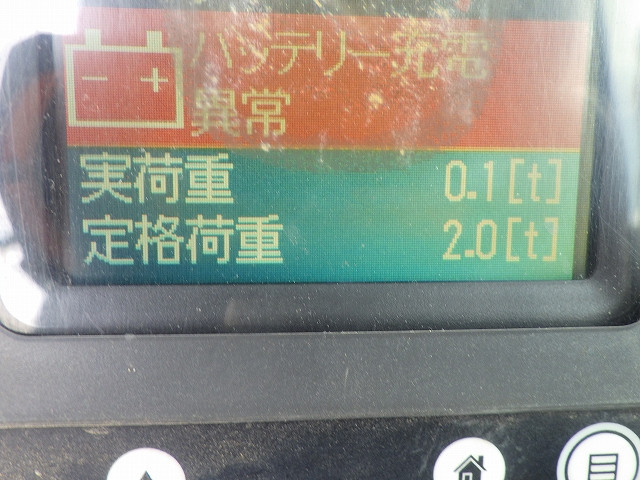 バッテリー充電
異常
実荷重 0.1[t]
定格荷重 2.0[t]